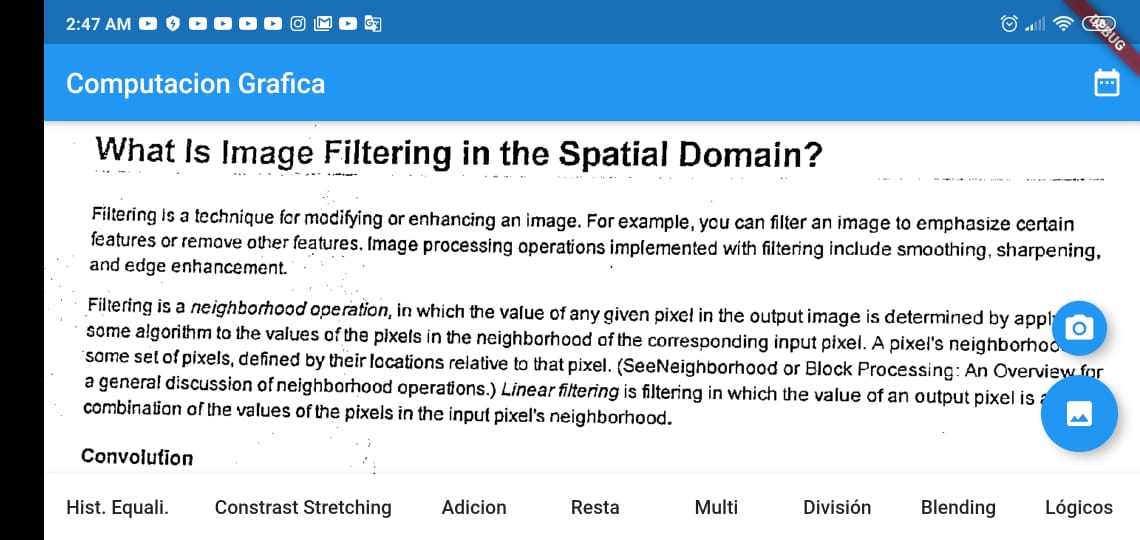 2:47 AM
48
DEBUG
Computacion Grafica
What Is Image Filtering in the Spatial Domain?
Filtering is a technique for modifying or enhancing an image. For example, you can filter an image to emphasize certain
features or remove other features. Image processing operations implemented with filtering include smoothing, sharpening,
and edge enhancement.
Filtering is a neighborhood operation, in which the value of any given pixel in the output image is determined by
some algorithm to the values of the pixels in the neighborhood of the corresponding input pixel. A pixel's
some set of pixels, defined by their locations relative to that pixel. (SeeNeighborhood or Block Processing: An Overview for
a general discussion of neighborhood operations.) Linear filtering is filtering in which the value of an output pixel is
combination of the values of the pixels in the input pixel's neighborhood.
Convolution
Hist. Equali. Constrast Stretching Adicion Resta Multi División Blending Lógicos